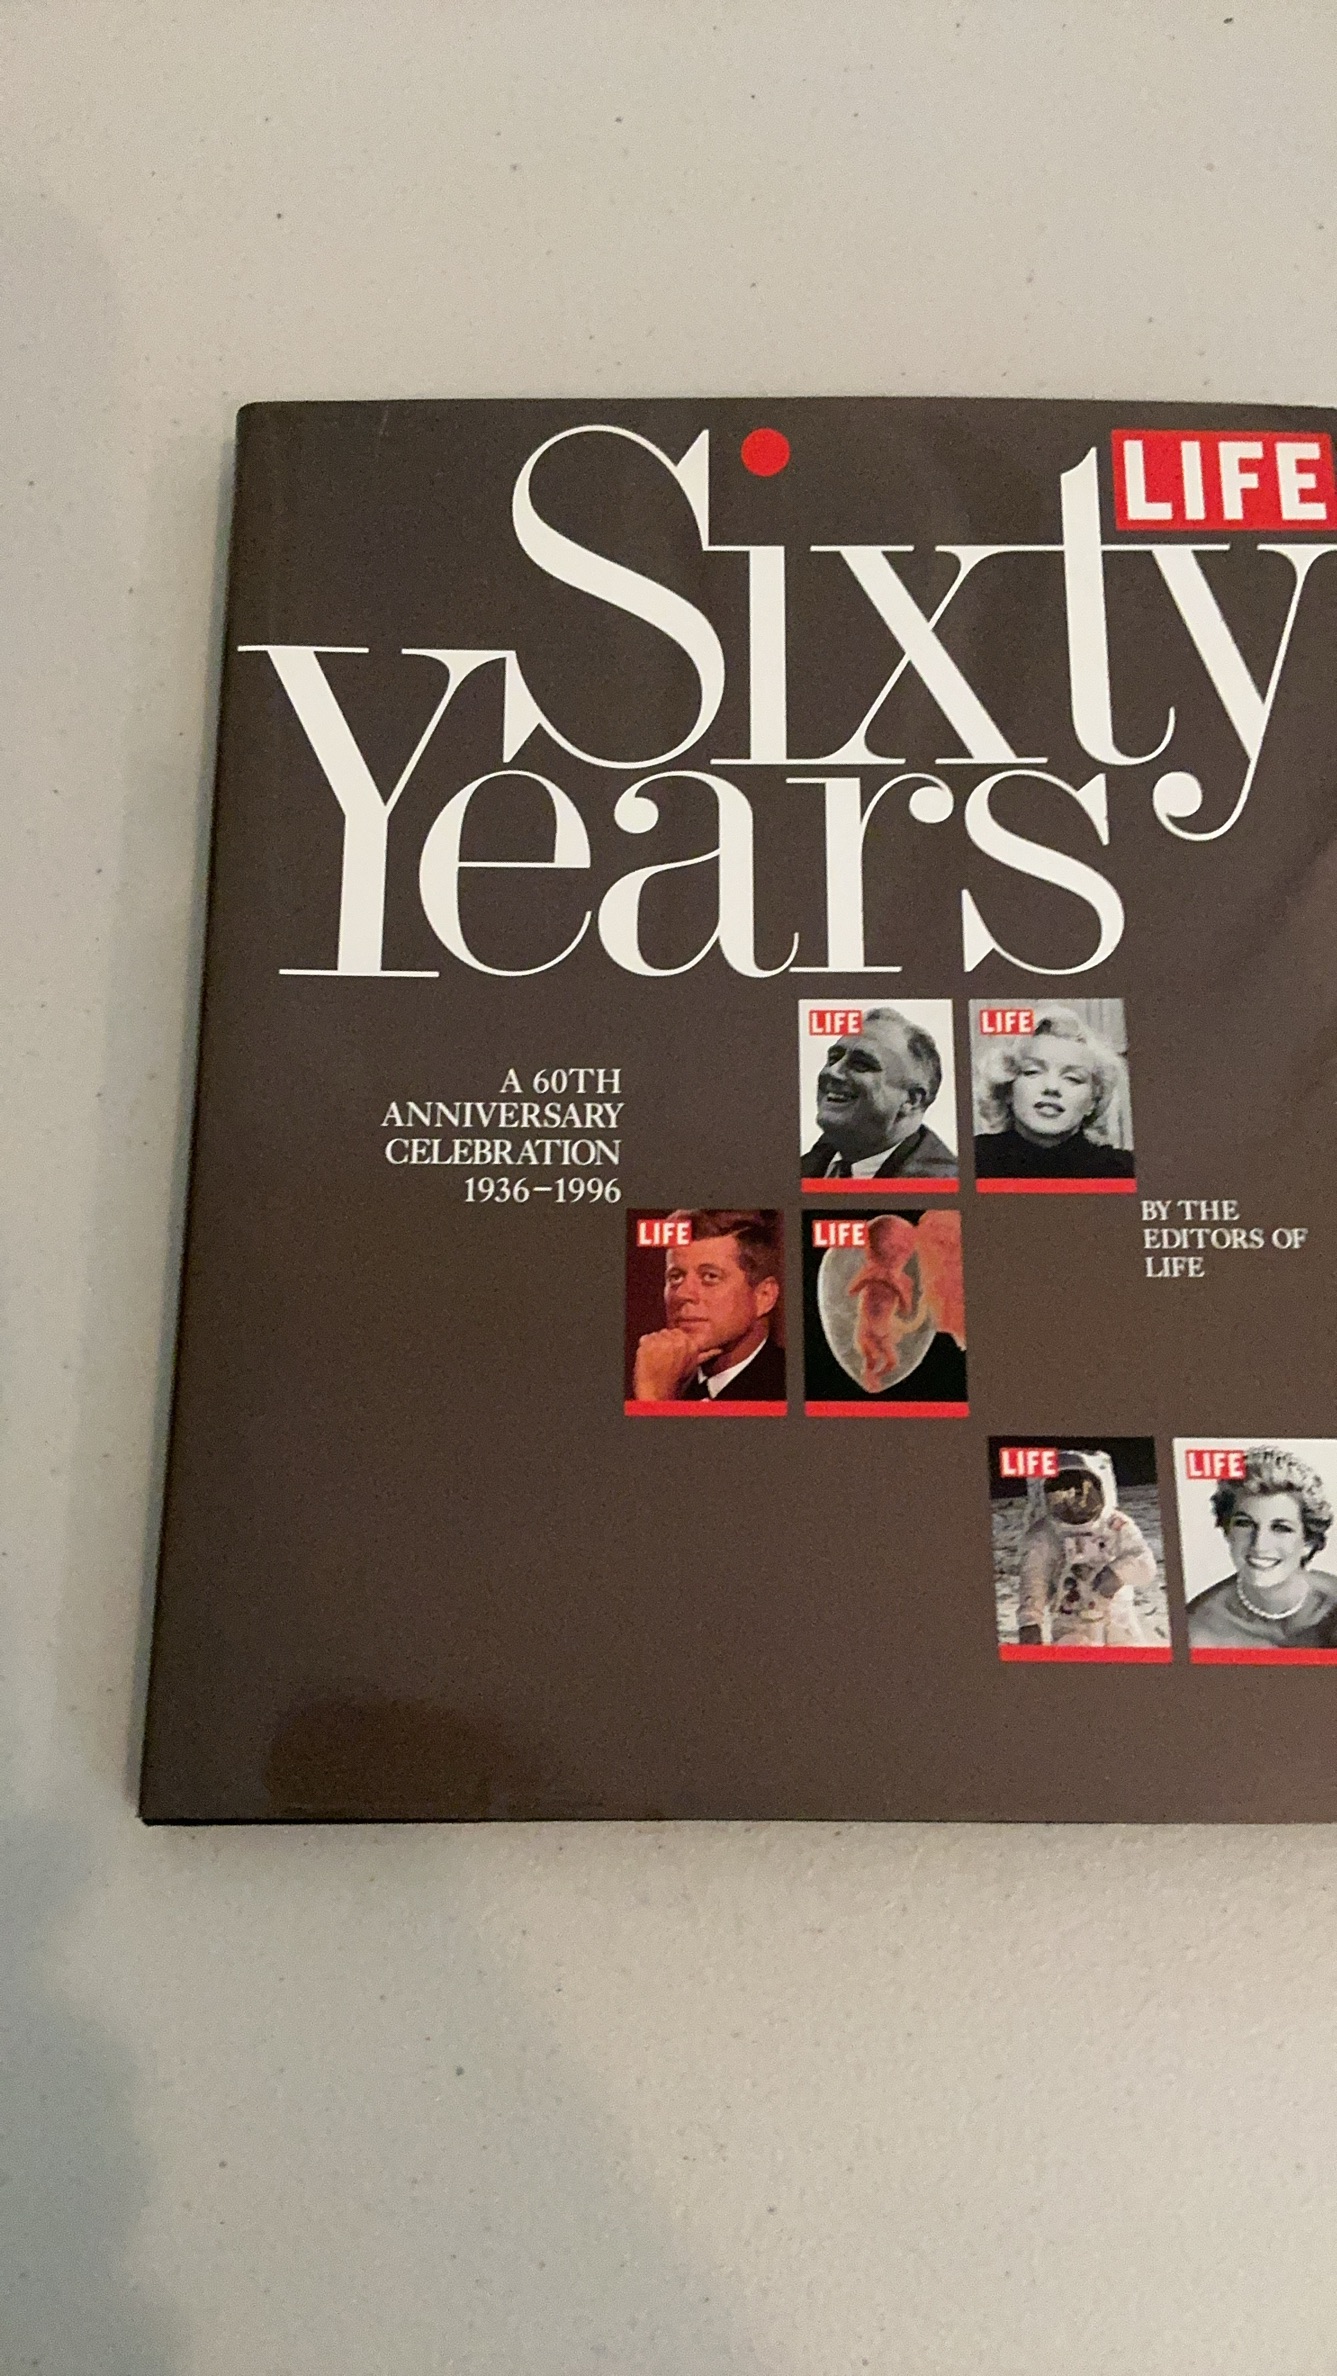 LIFE
Sixty
Years
A 60TH
ANNIVERSARY
CELEBRATION
1936–1996
LIFE
LIFE
BY THE
EDITORS OF
LIFE
LIFE
LIFE
LIFE
LIFE